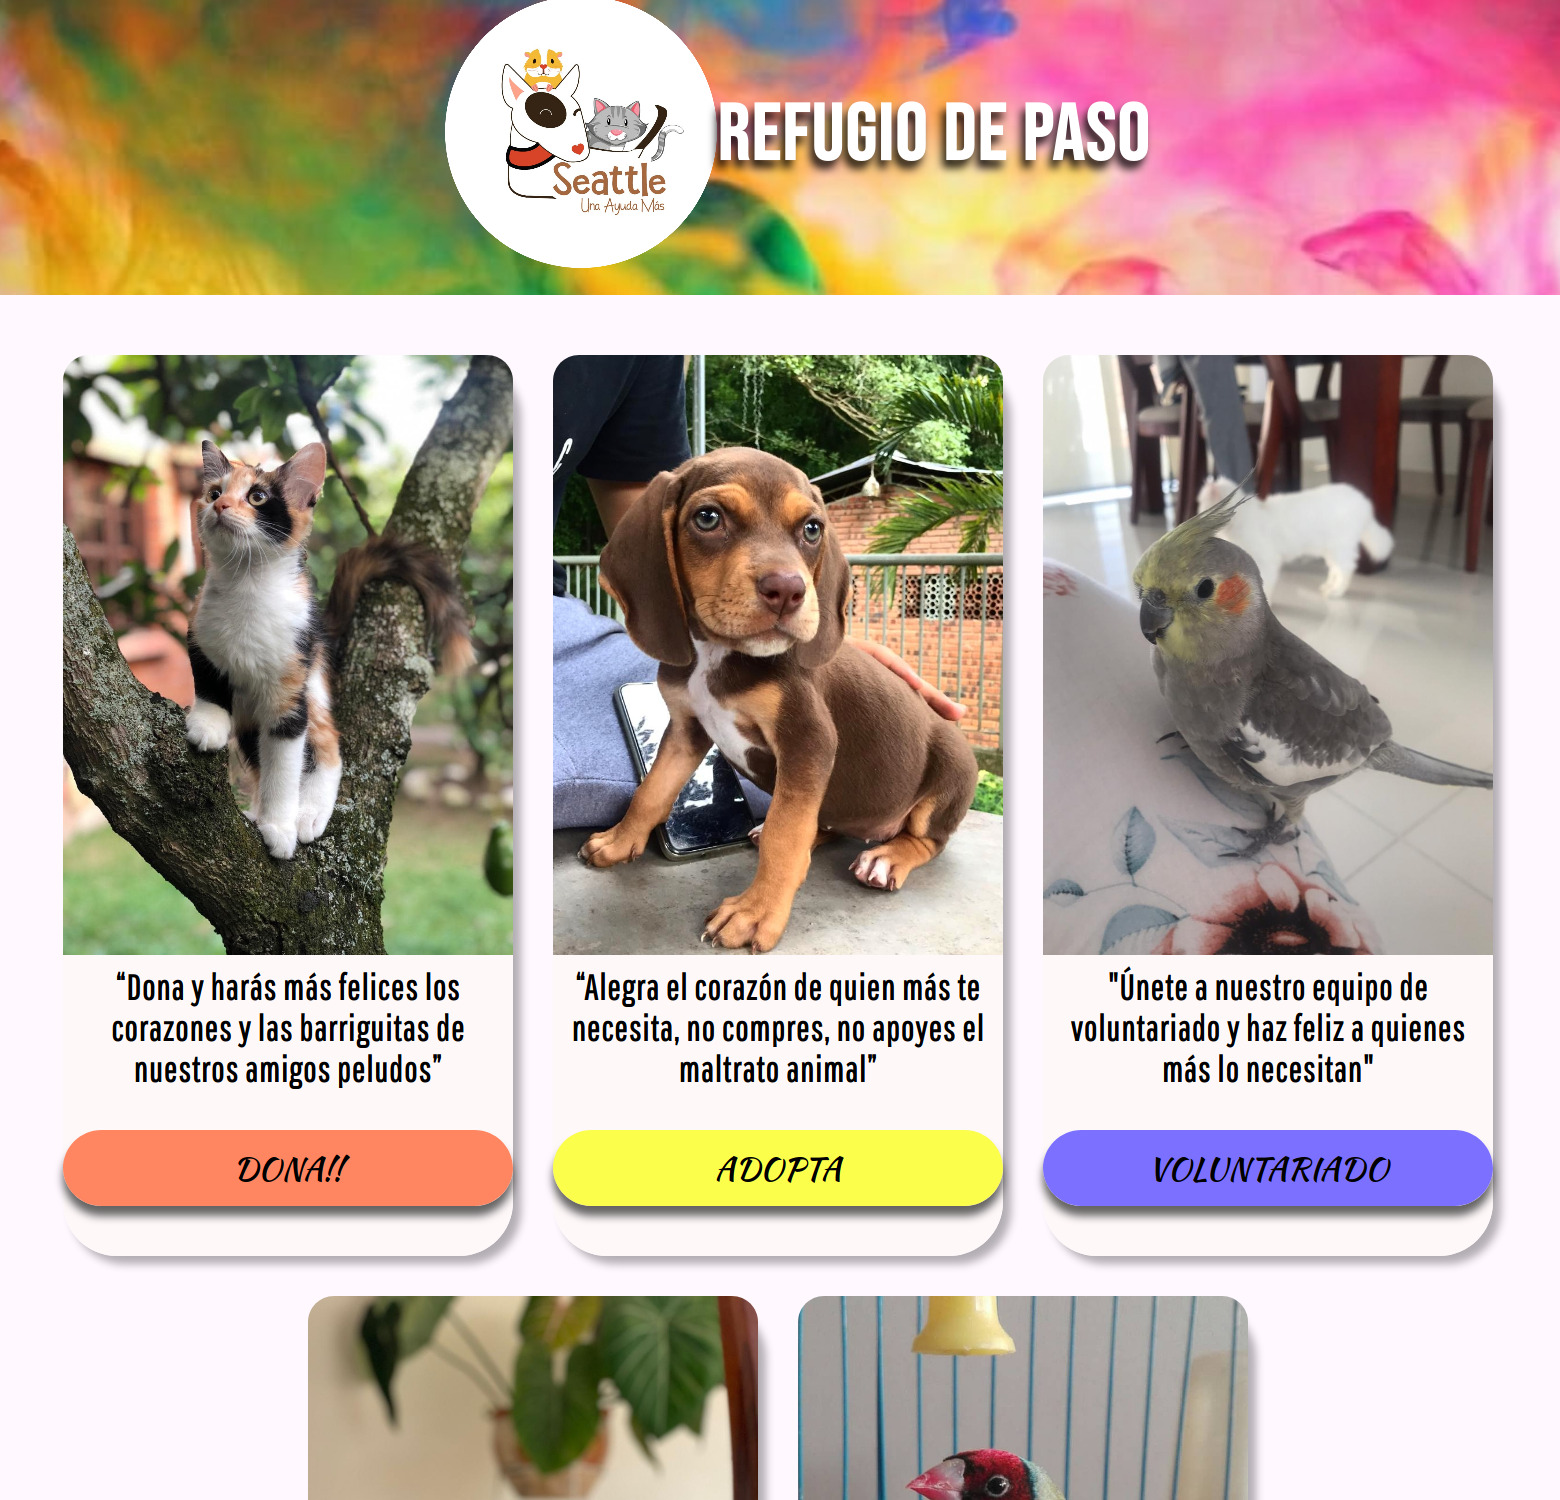 Seattle
Una Ayuda Más
REFUGIO DE PASO
“Dona y harás más felices los
corazones y las barriguitas de
nuestros amigos peludos”
DONA!!
“Alegra el corazón de quien más te
necesita, no compres, no apoyes el
maltrato animal”
ADOPTA
"Únete a nuestro equipo de
voluntariado y haz feliz a quienes
más lo necesitan"
VOLUNTARIADO